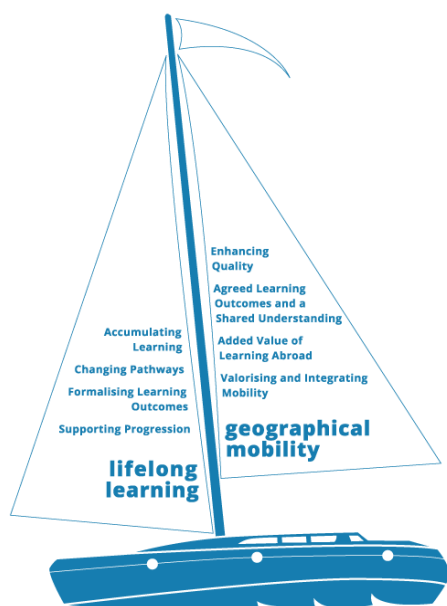 Accumulating
Learning
Changing Pathways
Formalising Learning
Outcomes
Supporting Progression
lifelong
learning
Enhancing
Quality
Agreed Learning
Outcomes and a
Shared Understanding
Added Value of
Learning Abroad
Valorising and Integrating
Mobility
geographical
mobility